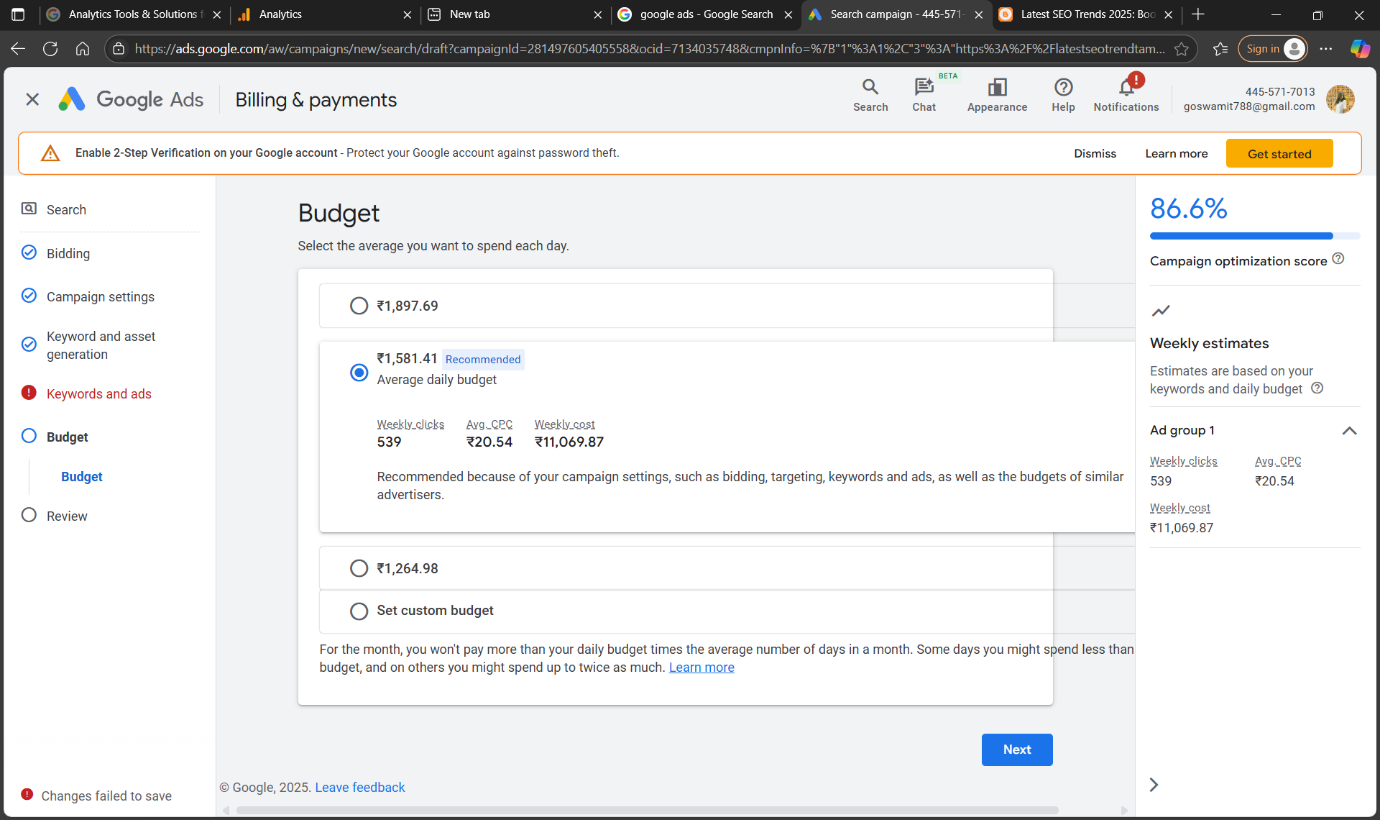 Analytics Tools & Solutions f
Analytics
New tab
google ads - Google Search
Search campaign - 445-571-
Latest SEO Trends 2025: Boo
https://ads.google.com/aw/campaigns/new/search/draft?campaignId=281497605405558&ocid=7134035748&cmpnInfo=%7B"1"%3A1%2C"3"%3A"https%3A%2F%2Flatestseotrendtam...
Sign in
Google Ads
Billing & payments
Search
Chat
BETA
Appearance
Help
Notifications
445-571-7013
goswamit788@gmail.com
Enable 2-Step Verification on your Google account - Protect your Google account against password theft.
Dismiss
Learn more
Get started
Search
Bidding
Campaign settings
Keyword and asset
generation
Keywords and ads
Budget
Budget
Review
Changes failed to save
Budget
Select the average you want to spend each day.
₹1,897.69
₹1,581.41 Recommended
Average daily budget
Weekly clicks Avg. CPC Weekly cost
539 ₹20.54 ₹11,069.87
Recommended because of your campaign settings, such as bidding, targeting, keywords and ads, as well as the budgets of similar
advertisers.
₹1,264.98
Set custom budget
For the month, you won't pay more than your daily budget times the average number of days in a month. Some days you might spend less than
budget, and on others you might spend up to twice as much. Learn more
Next
© Google, 2025. Leave feedback
86.6%
Campaign optimization score
Weekly estimates
Estimates are based on your
keywords and daily budget
Ad group 1
Weekly clicks Avg. CPC
539 ₹20.54
Weekly cost
₹11,069.87